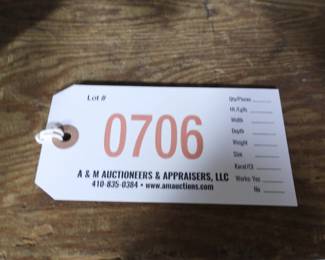 Lot #
0706
A & M AUCTIONEERS & APPRAISERS, LLC
410-835-0384 • www.amauctions.com
Qty/Pieces
Ht./Lgth.
Width
Depth
Weight
Size
Karat/Ct
Works: Yes
No